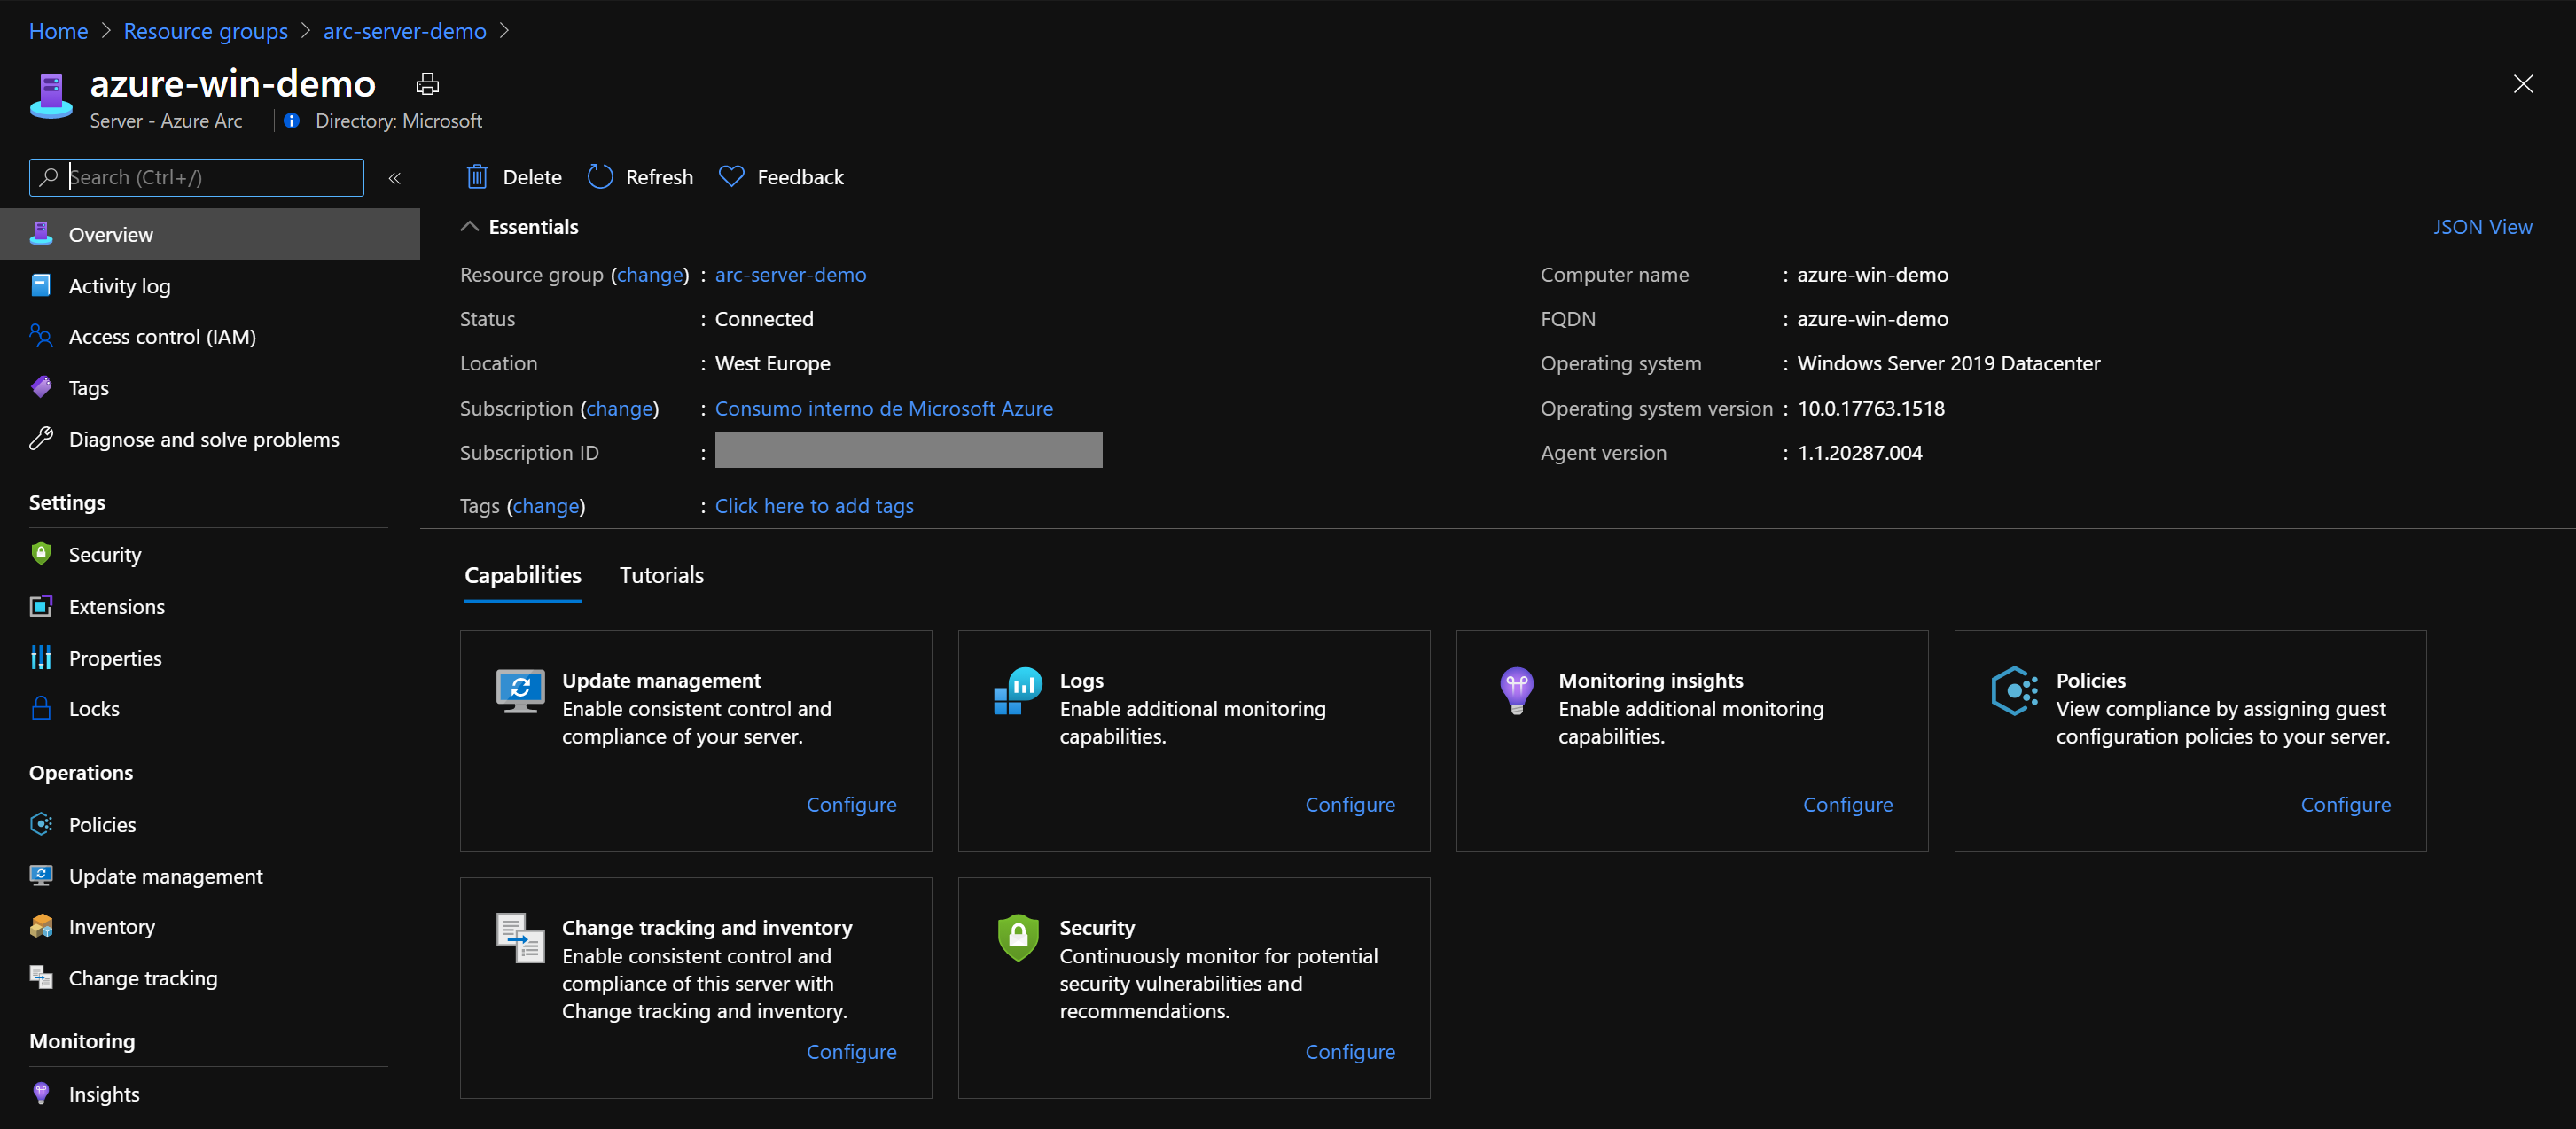 Home > Resource groups > arc-server-demo >
azure-win-demo
Server - Azure Arc
Directory: Microsoft
Search (Ctrl+/)
«
Overview
Activity log
Access control (IAM)
Tags
Diagnose and solve problems
Settings
Security
Extensions
Properties
Locks
Operations
Policies
Update management
Inventory
Change tracking
Monitoring
Insights
Delete Refresh Feedback
Essentials
JSON View
Resource group (change) : arc-server-demo
Status : Connected
Location : West Europe
Subscription (change) : Consumo interno de Microsoft Azure
Subscription ID :
Tags (change) : Click here to add tags
Computer name : azure-win-demo
FQDN : azure-win-demo
Operating system : Windows Server 2019 Datacenter
Operating system version : 10.0.17763.1518
Agent version : 1.1.20287.004
Capabilities Tutorials
Update management
Enable consistent control and
compliance of your server.
Configure
Logs
Enable additional monitoring
capabilities.
Configure
Monitoring insights
Enable additional monitoring
capabilities.
Configure
Policies
View compliance by assigning guest
configuration policies to your server.
Configure
Change tracking and inventory
Enable consistent control and
compliance of this server with
Change tracking and inventory.
Configure
Security
Continuously monitor for potential
security vulnerabilities and
recommendations.
Configure